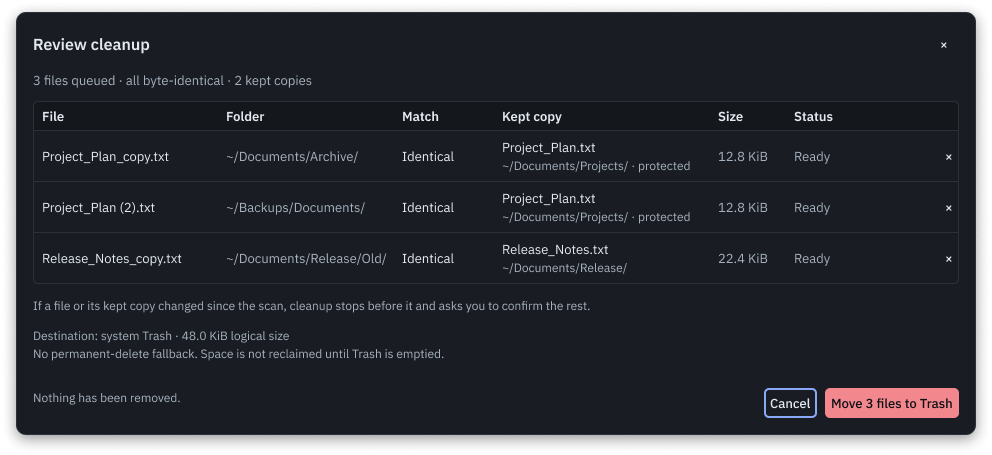 Review cleanup ×
3 files queued · all byte-identical · 2 kept copies
File Folder Match Kept copy Size Status
Project_Plan_copy.txt ~/Documents/Archive/ Identical Project_Plan.txt 12.8 KiB Ready ×
~/Documents/Projects/ · protected
Project_Plan (2).txt ~/Backups/Documents/ Identical Project_Plan.txt 12.8 KiB Ready ×
~/Documents/Projects/ · protected
Release_Notes_copy.txt ~/Documents/Release/Old/ Identical Release_Notes.txt 22.4 KiB Ready ×
~/Documents/Release/
If a file or its kept copy changed since the scan, cleanup stops before it and asks you to confirm the rest.
Destination: system Trash · 48.0 KiB logical size
No permanent-delete fallback. Space is not reclaimed until Trash is emptied.
Nothing has been removed. Cancel Move 3 files to Trash